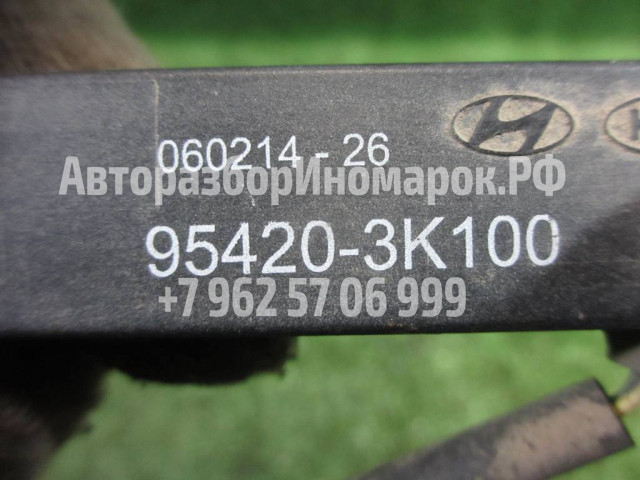 060214 - 26
АвторазборИномарок.РФ
95420-3K100
+7 962 57 06 999